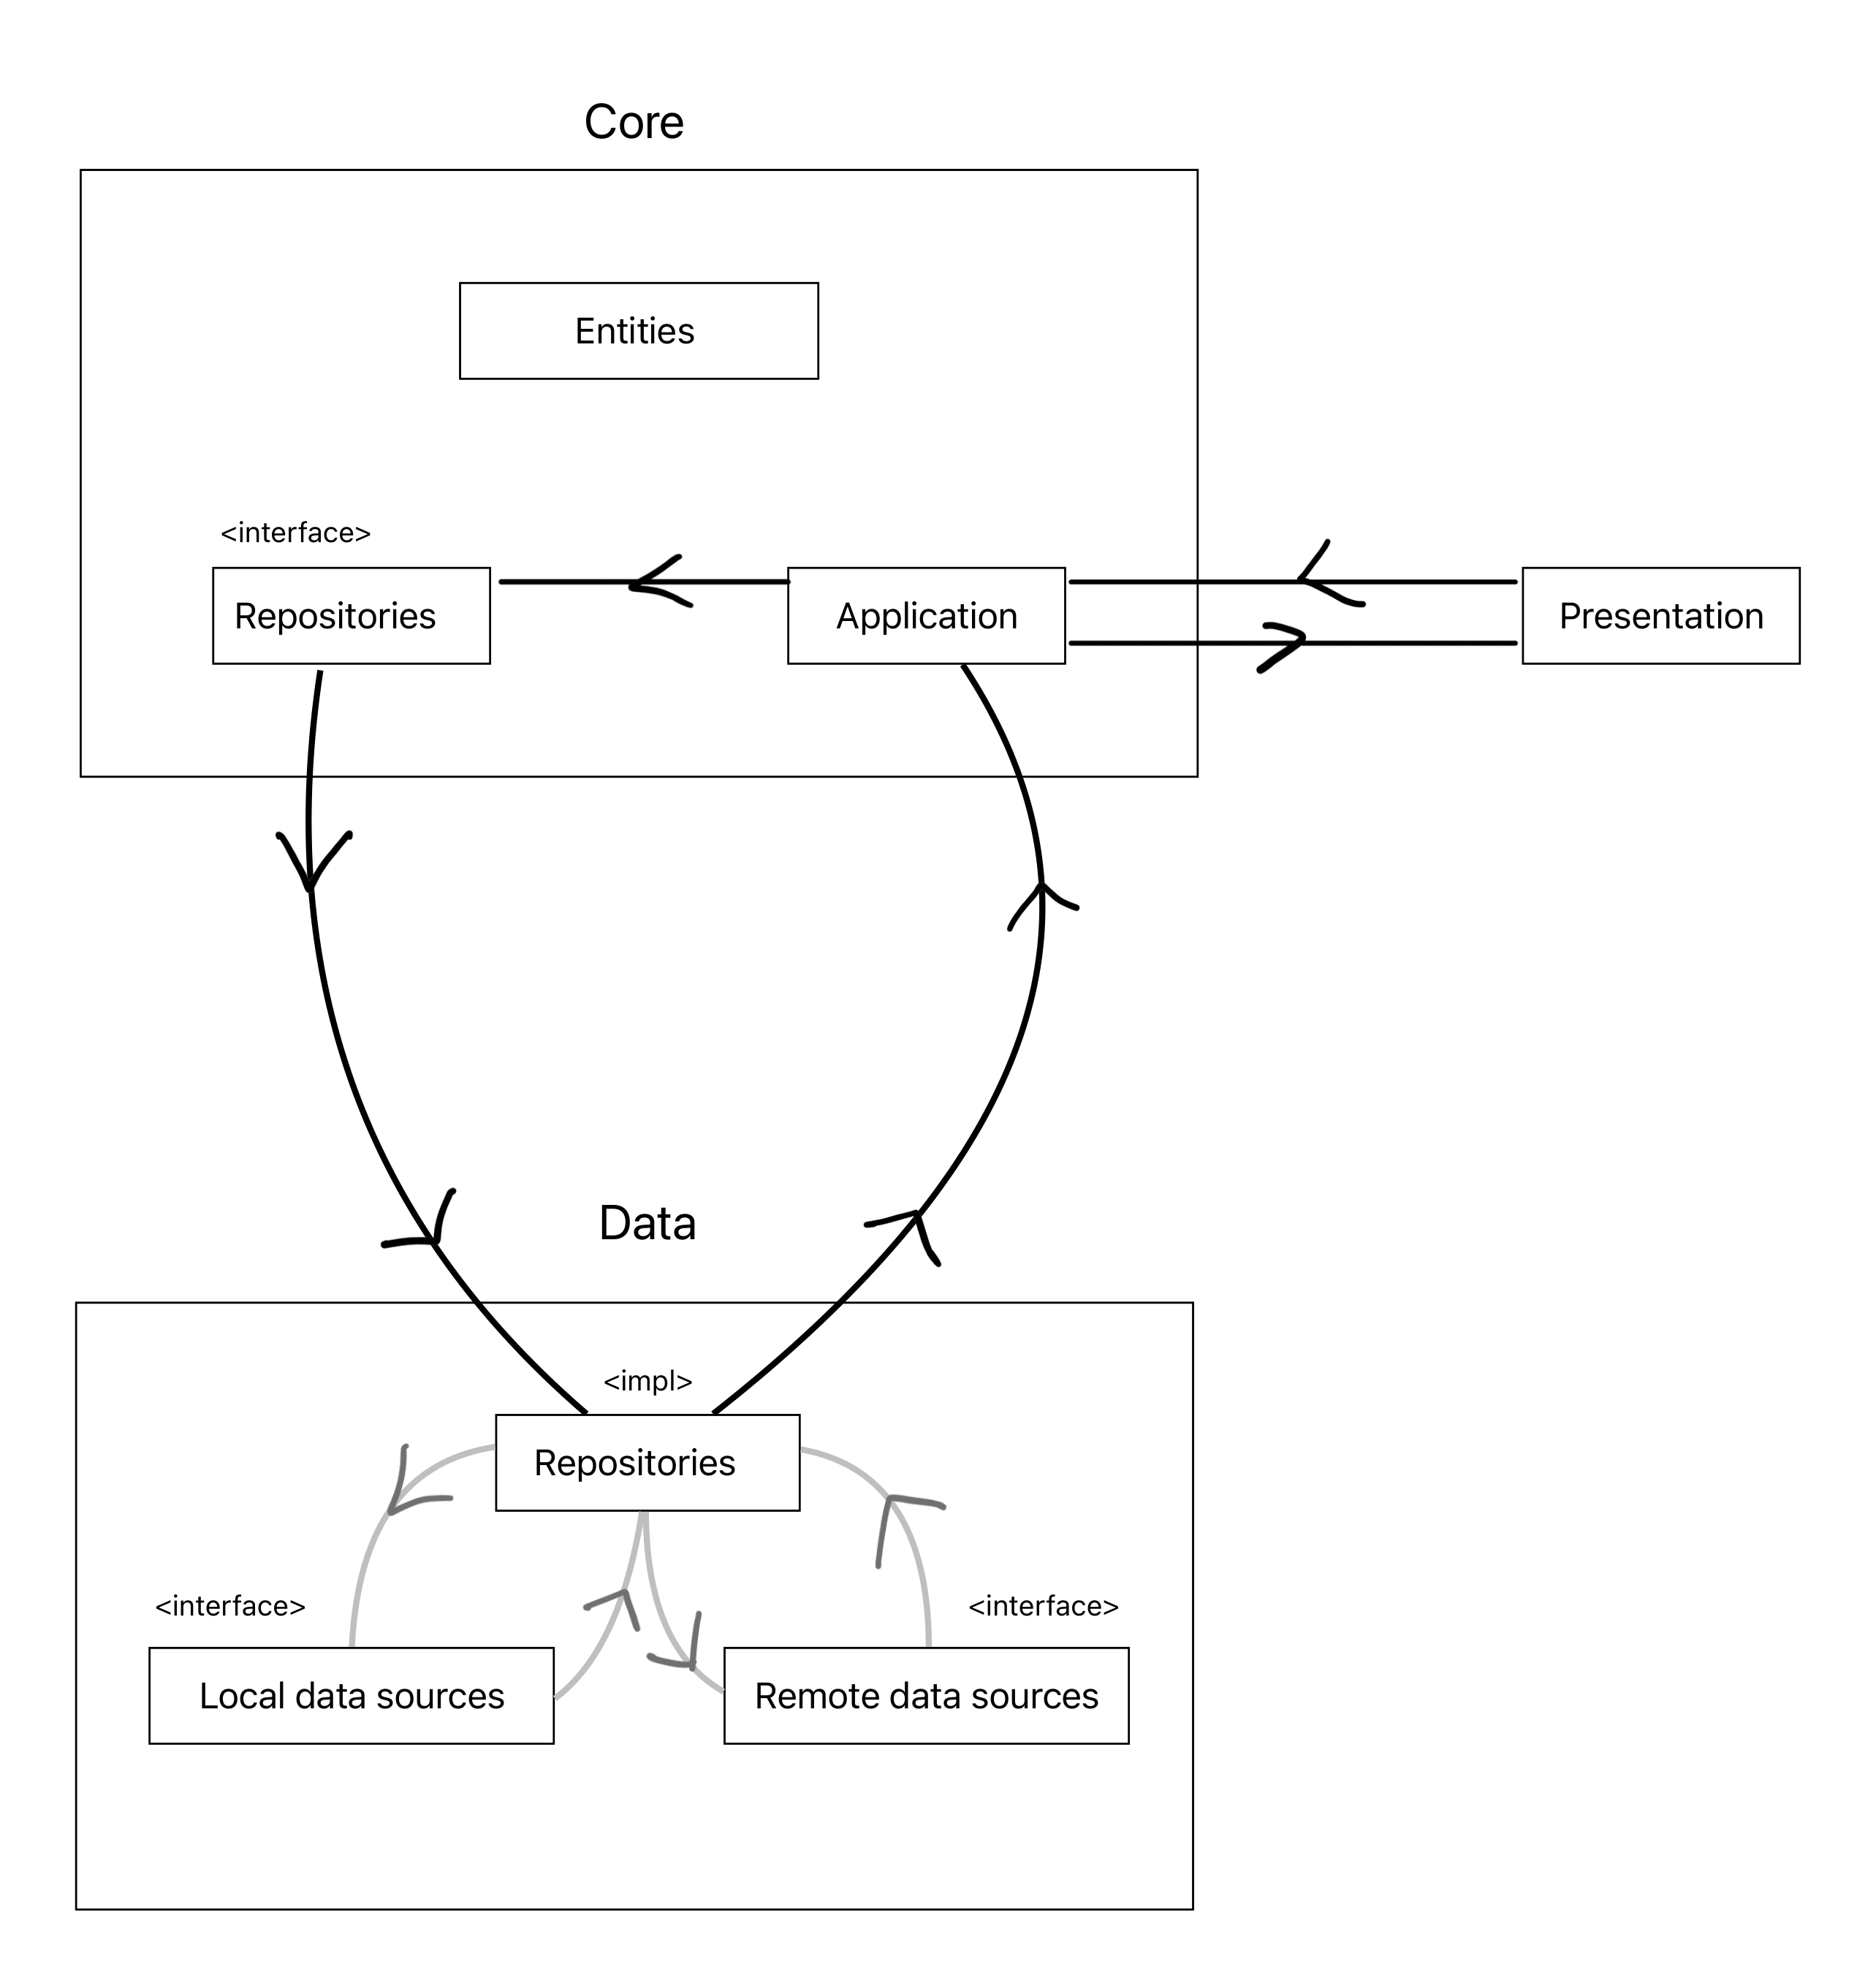 Core
Entities
<interface>
Repositories
Application
Presentation
Data
<impl>
Repositories
<interface>
<interface>
Local data sources
Remote data sources